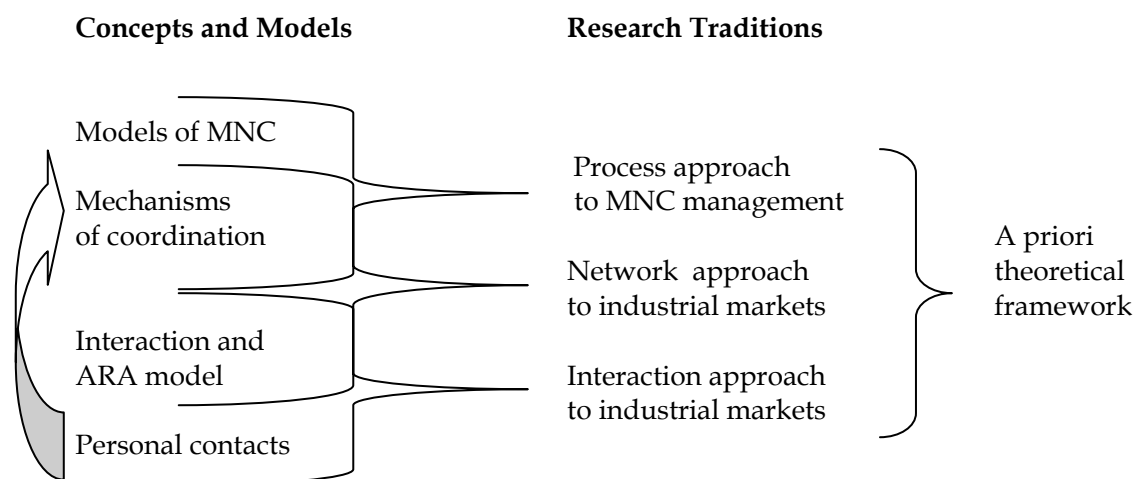 Concepts and Models
Research Traditions
Models of MNC
Mechanisms
of coordination
Interaction and
ARA model
Personal contacts
Process approach
to MNC management
Network approach
to industrial markets
Interaction approach
to industrial markets
A priori
theoretical
framework